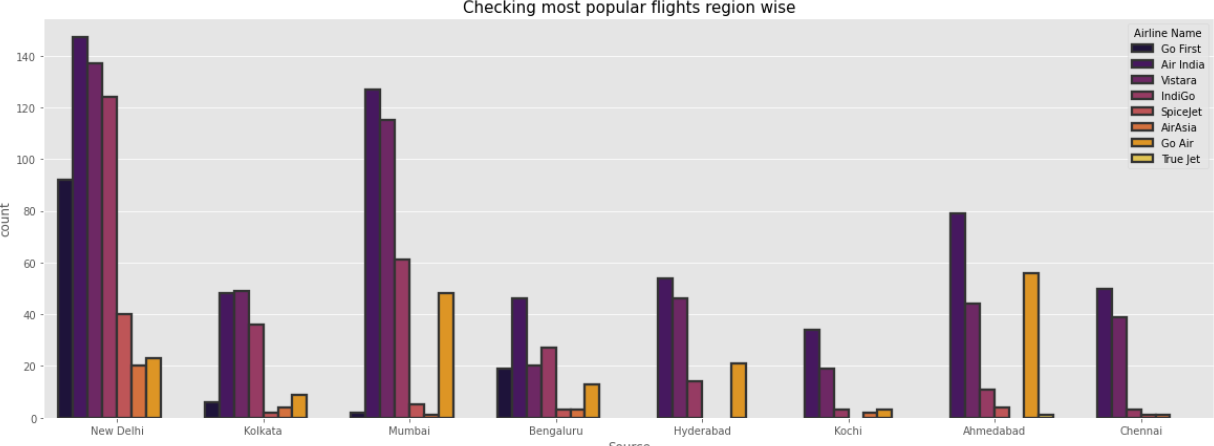 Checking most popular flights region wise
Airline Name
Go First
Air India
Vistara
IndiGo
SpiceJet
AirAsia
Go Air
True Jet
count
140
120
100
80
60
40
20
0
New Delhi
Kolkata
Mumbai
Bengaluru
Hyderabad
Kochi
Ahmedabad
Chennai
Source